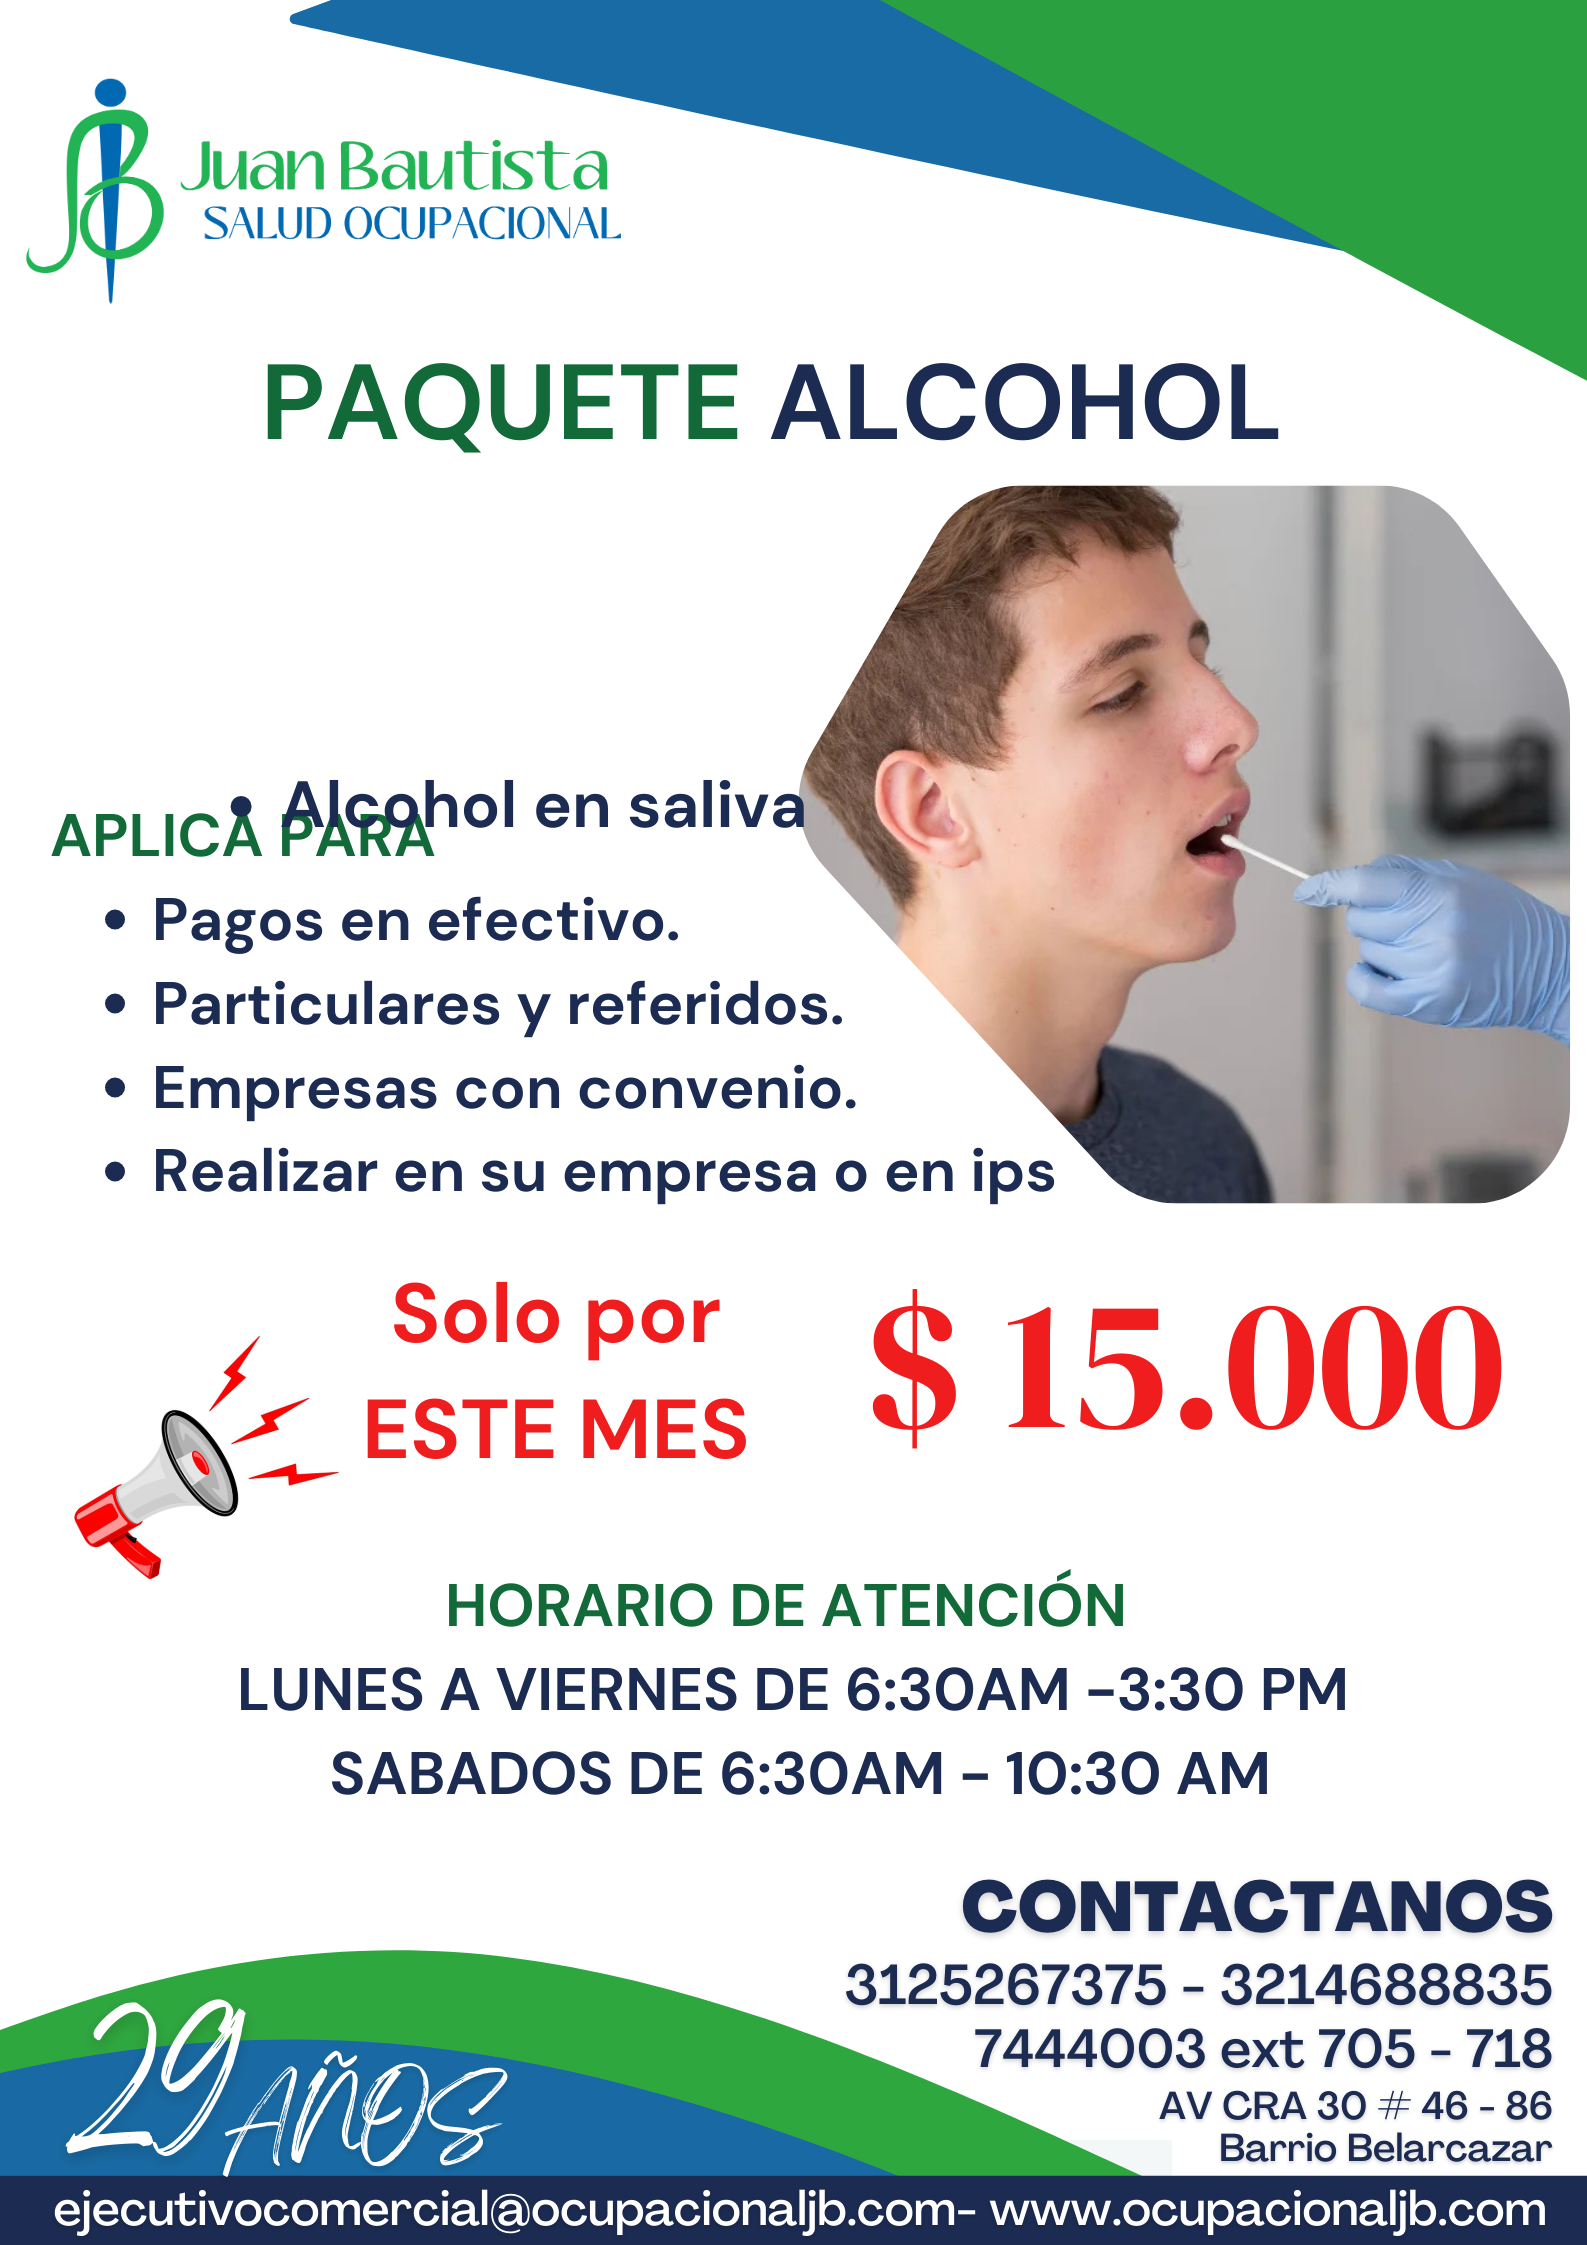 Juan Bautista
SALUD OCUPACIONAL
PAQUETE ALCOHOL
• Alcohol en saliva
APLICA PARA
• Pagos en efectivo.
• Particulares y referidos.
• Empresas con convenio.
• Realizar en su empresa o en ips
Solo por
ESTE MES
$ 15.000
HORARIO DE ATENCIÓN
LUNES A VIERNES DE 6:30AM -3:30 PM
SABADOS DE 6:30AM - 10:30 AM
CONTACTANOS
3125267375 - 3214688835
7444003 ext 705 - 718
AV CRA 30 # 46 - 86
Barrio Belarcazar
29 AÑOS
ejecutivocomercial@ocupacionaljb.com- www.ocupacionaljb.com